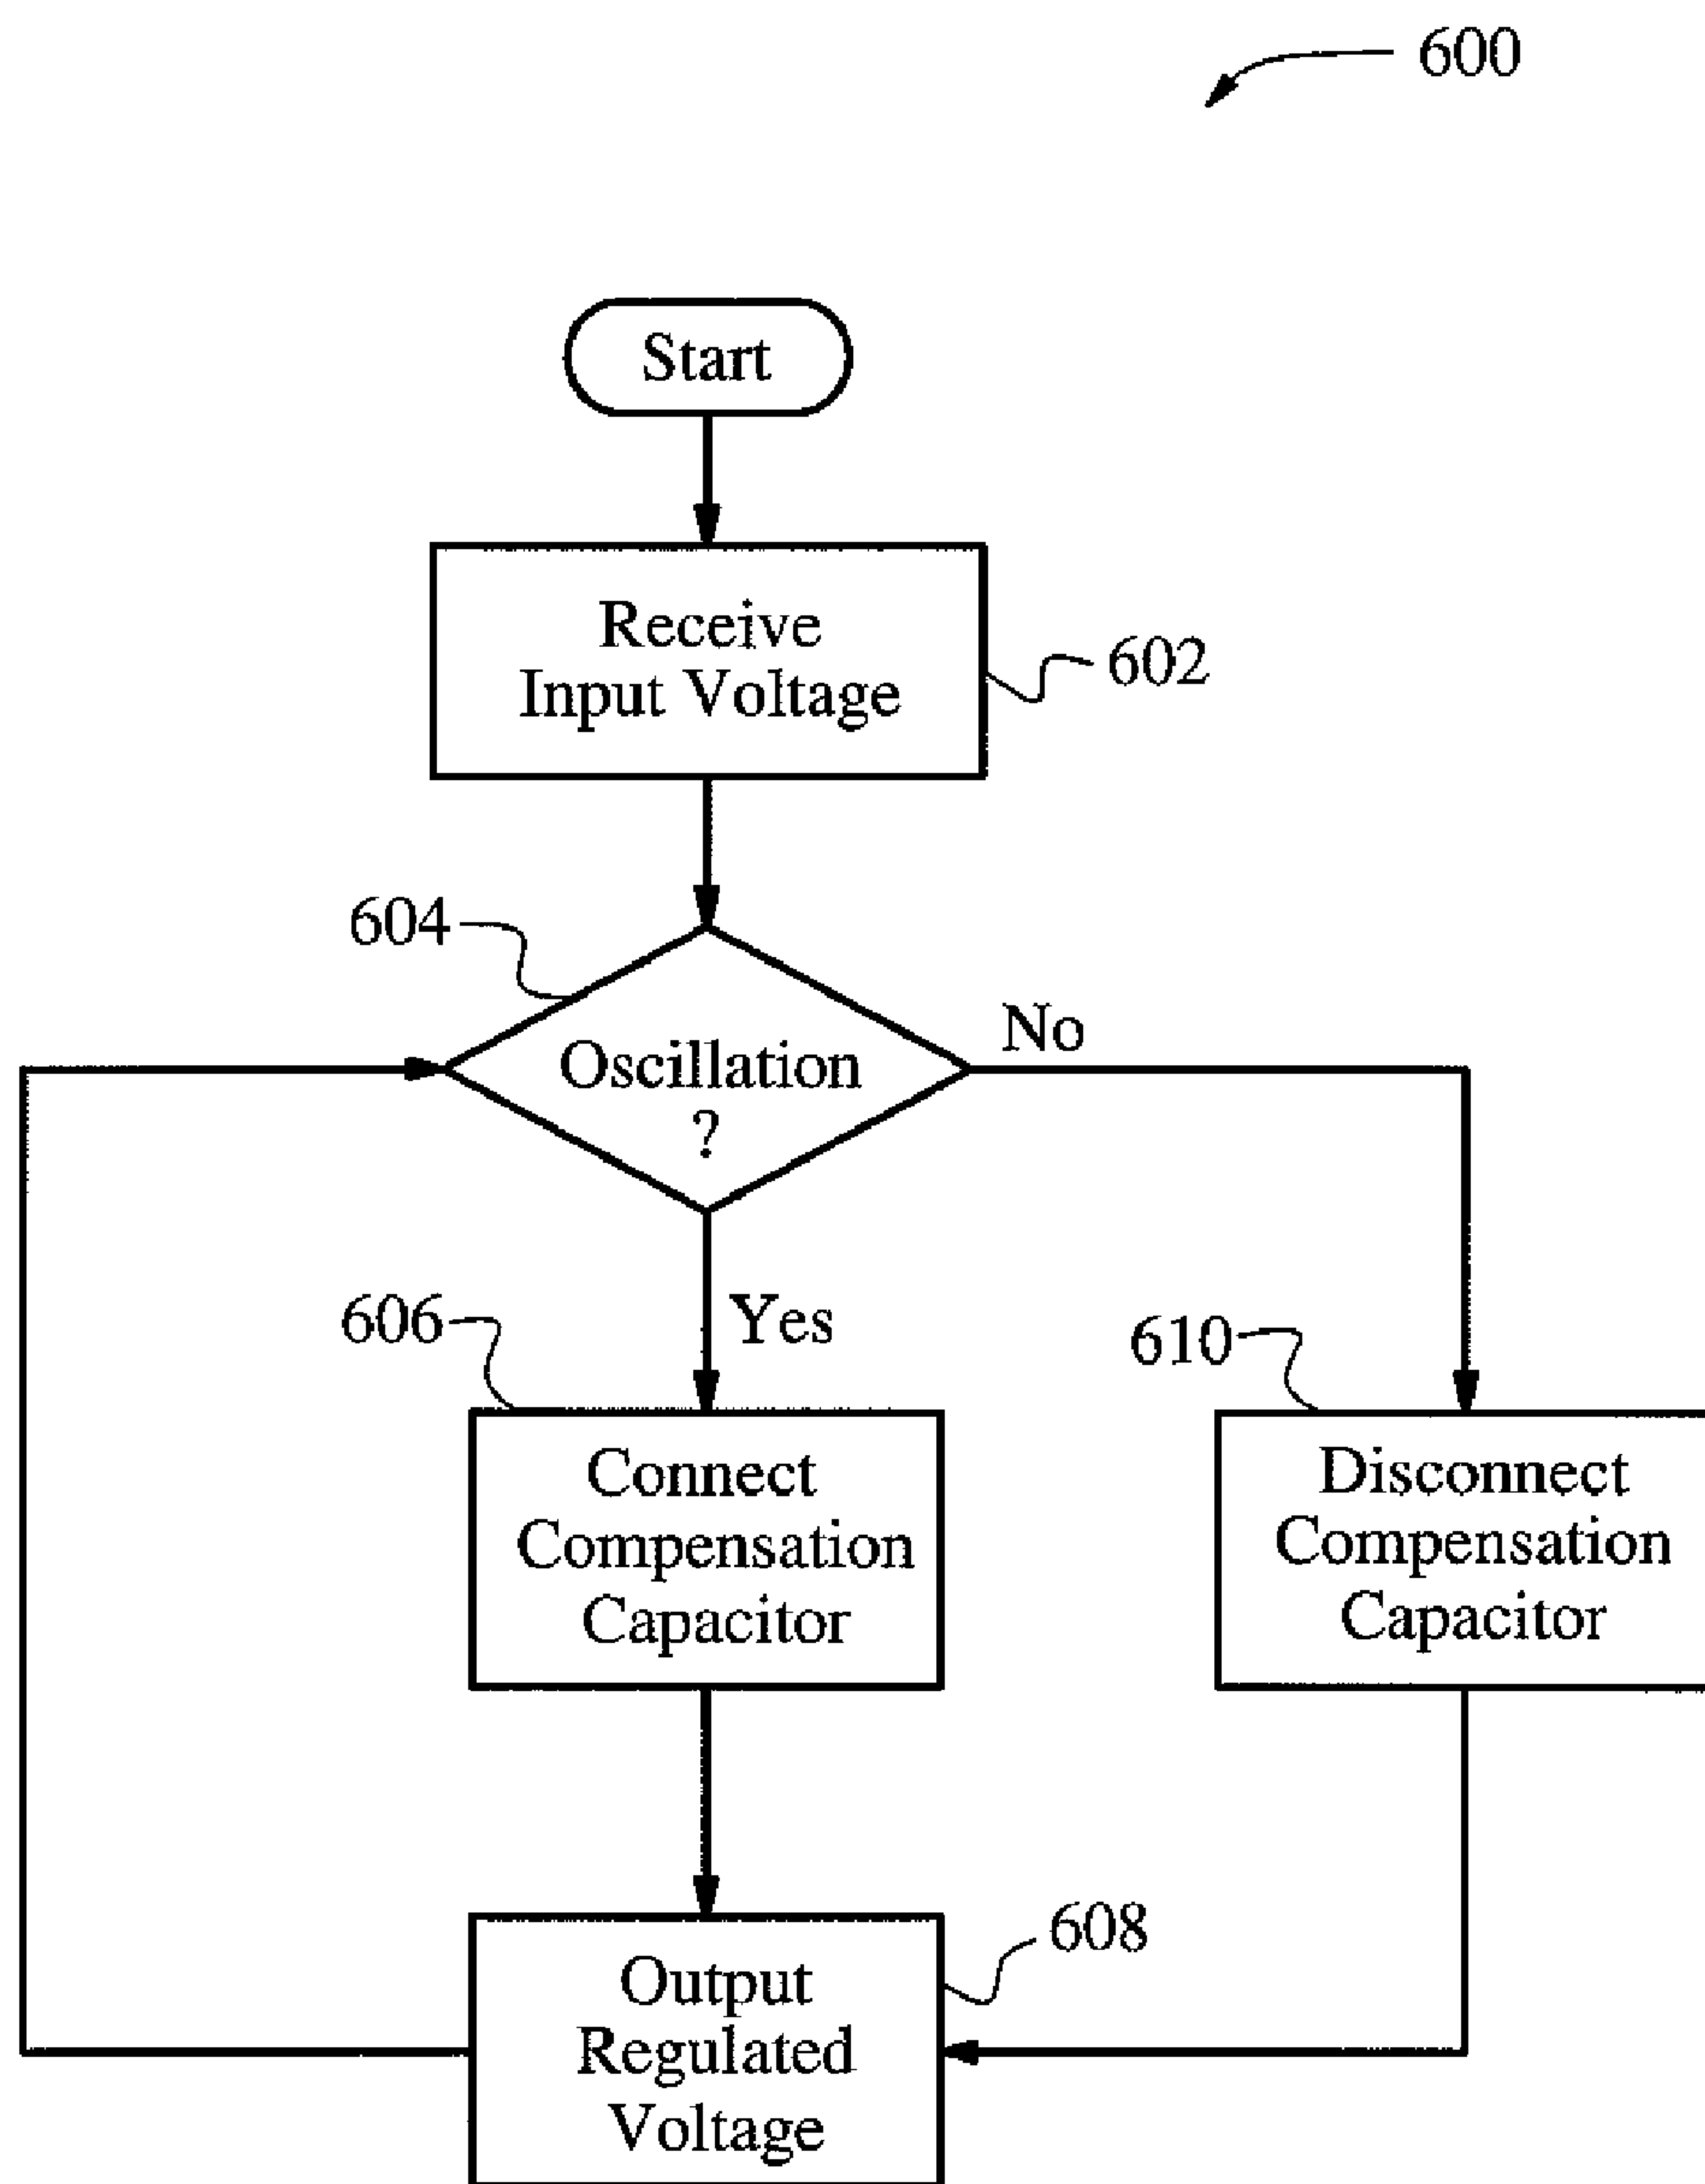 600
Start
Receive
Input Voltage
602
604
No
Oscillation
?
Yes
606
610
Connect
Compensation
Capacitor
Disconnect
Compensation
Capacitor
608
Output
Regulated
Voltage